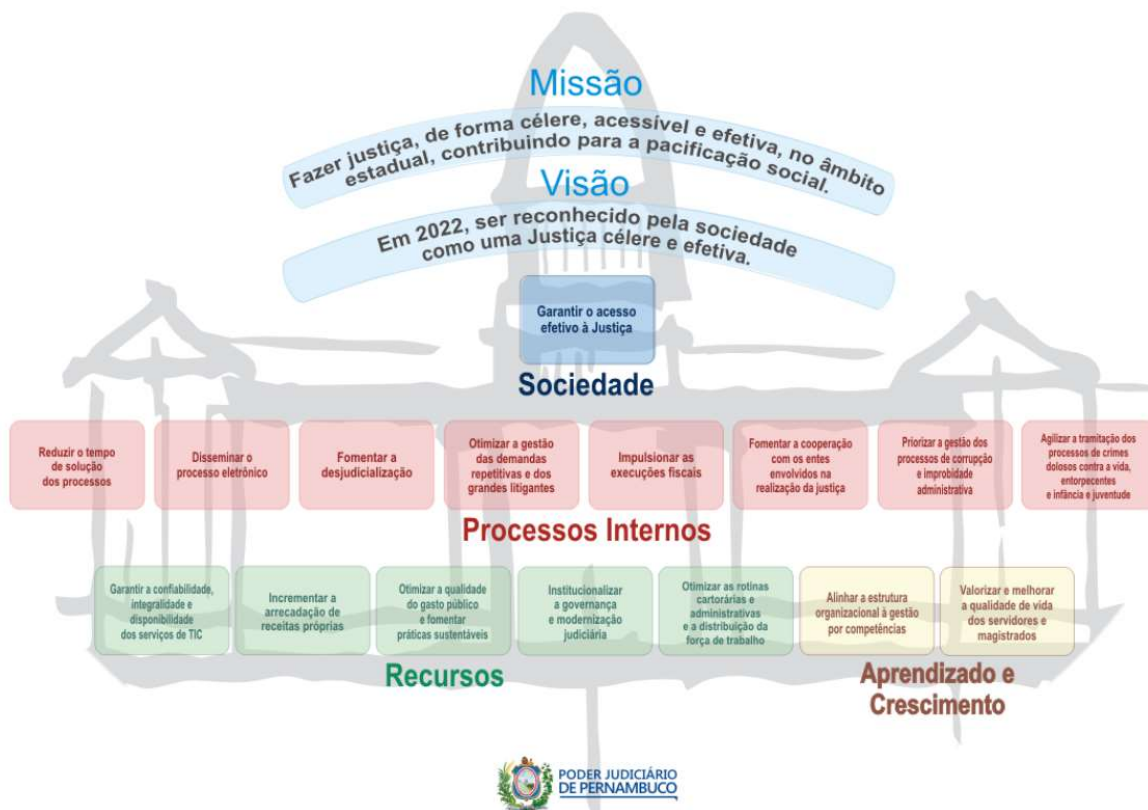 Missão
Fazer justiça, de forma célere, acessível e efetiva, no âmbito
estadual, contribuindo para a pacificação social.
Visão
Em 2022, ser reconhecido pela sociedade
como uma Justiça célere e efetiva.
Garantir o acesso
efetivo à Justiça
Sociedade
Reduzir o tempo
de solução
dos processos
Disseminar o
processo eletrônico
Fomentar a
desjudicialização
Otimizar a gestão
das demandas
repetitivas e dos
grandes litigantes
Impulsionar as
execuções fiscais
Fomentar a cooperação
com os entes
envolvidos na
realização da justiça
Priorizar a gestão dos
processos de corrupção
e improbidade
administrativa
Agilizar a tramitação dos
processos de crimes
dolosos contra a vida,
entorpecentes
e infância e juventude
Processos Internos
Garantir a confiabilidade,
integralidade e
disponibilidade
dos serviços de TIC
Incrementar a
arrecadação de
receitas próprias
Otimizar a qualidade
do gasto público
e fomentar
práticas sustentáveis
Institucionalizar
a governança
e modernização
judiciária
Otimizar as rotinas
cartorárias e
administrativas
e a distribuição da
força de trabalho
Alinhar a estrutura
organizacional à gestão
por competências
Valorizar e melhorar
a qualidade de vida
dos servidores e
magistrados
Recursos
Aprendizado e
Crescimento
PODER JUDICIÁRIO
DE PERNAMBUCO